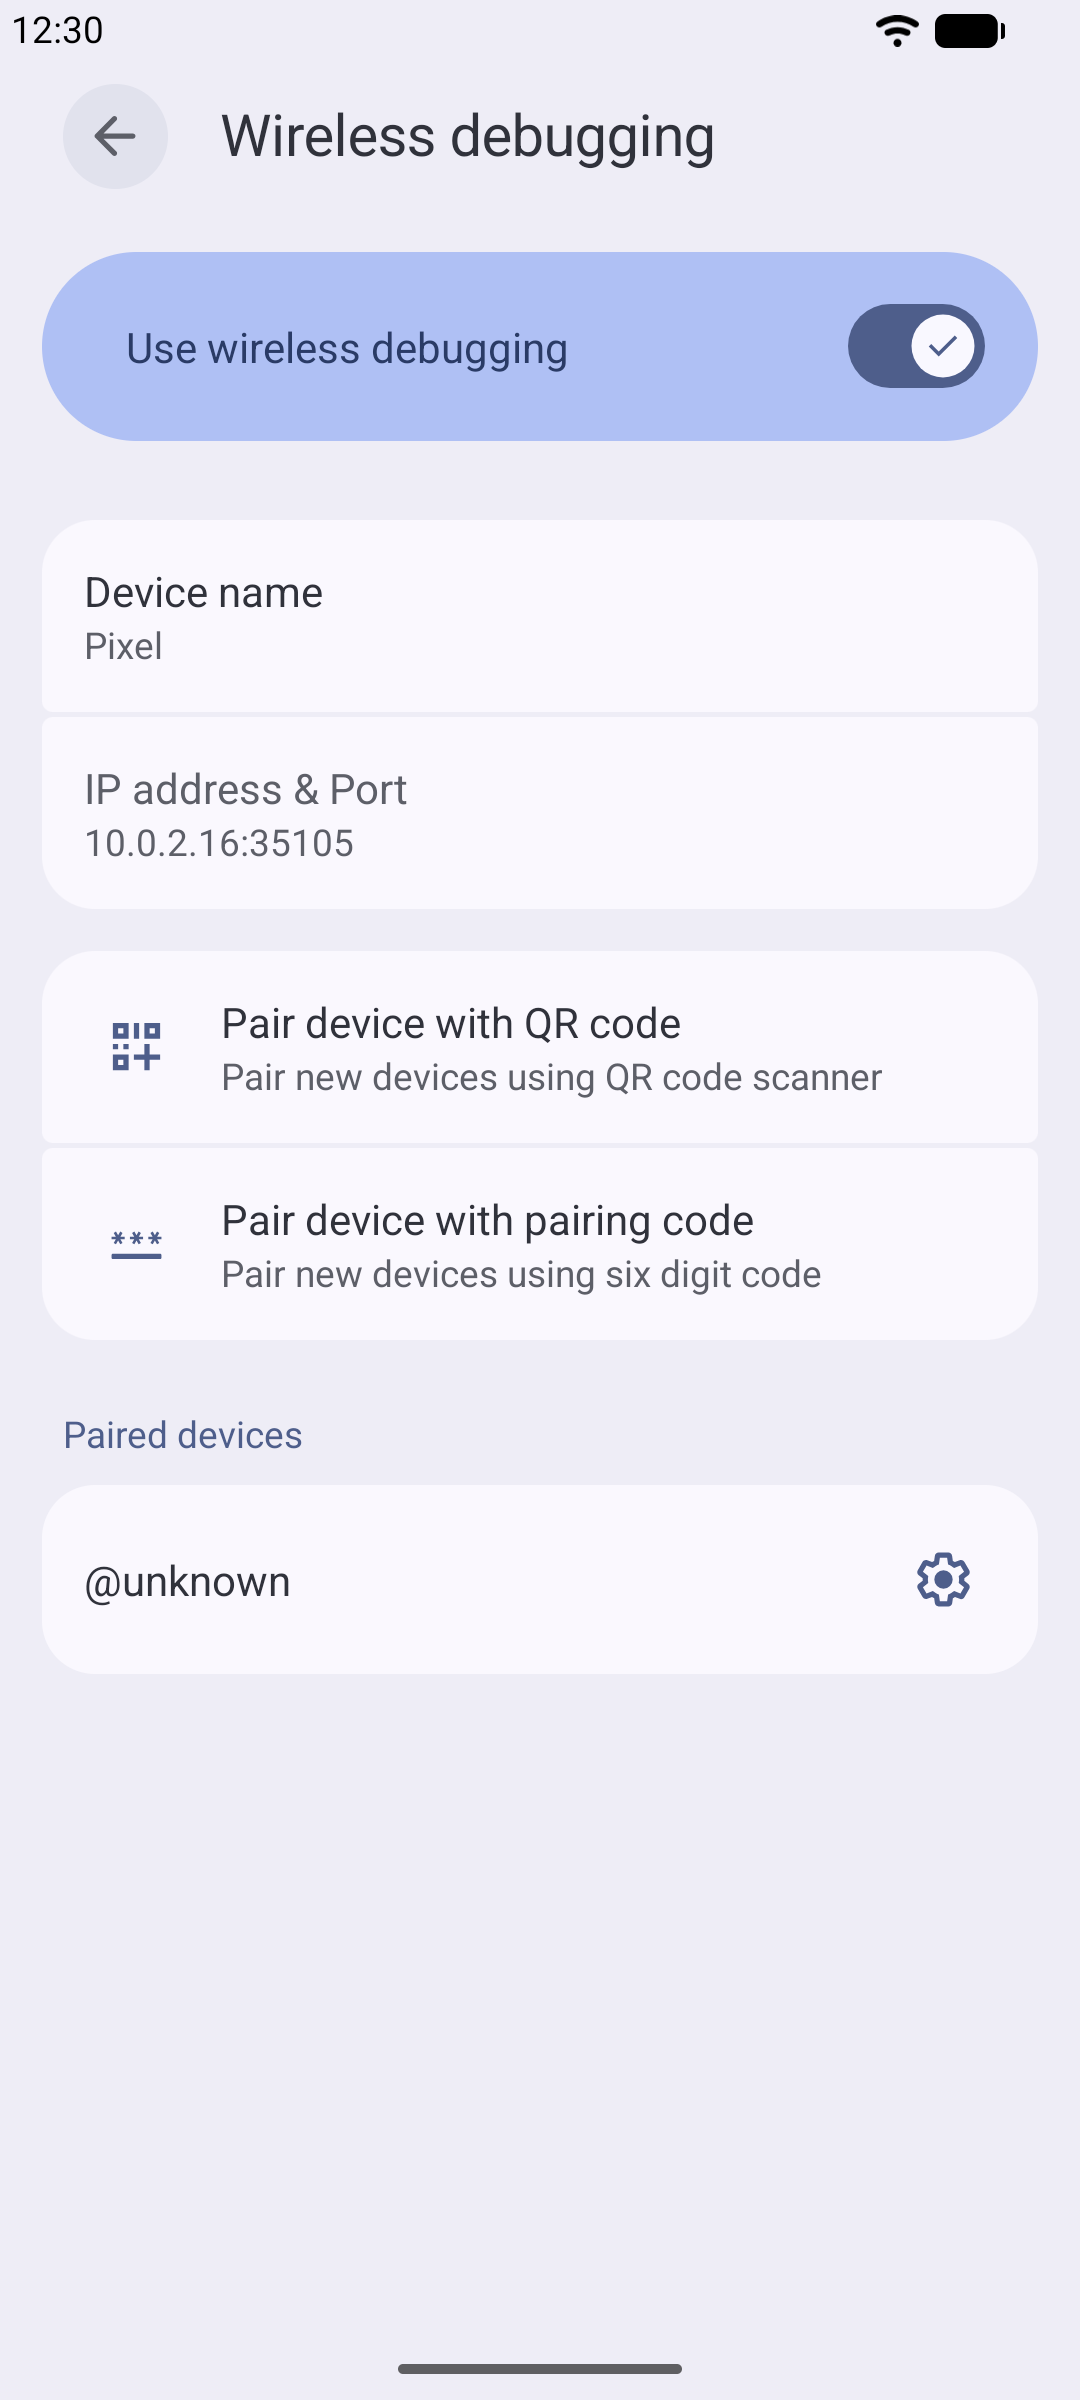 12:30
Wireless debugging
Use wireless debugging
Device name
Pixel
IP address & Port
10.0.2.16:35105
Pair device with QR code
Pair new devices using QR code scanner
Pair device with pairing code
Pair new devices using six digit code
Paired devices
@unknown